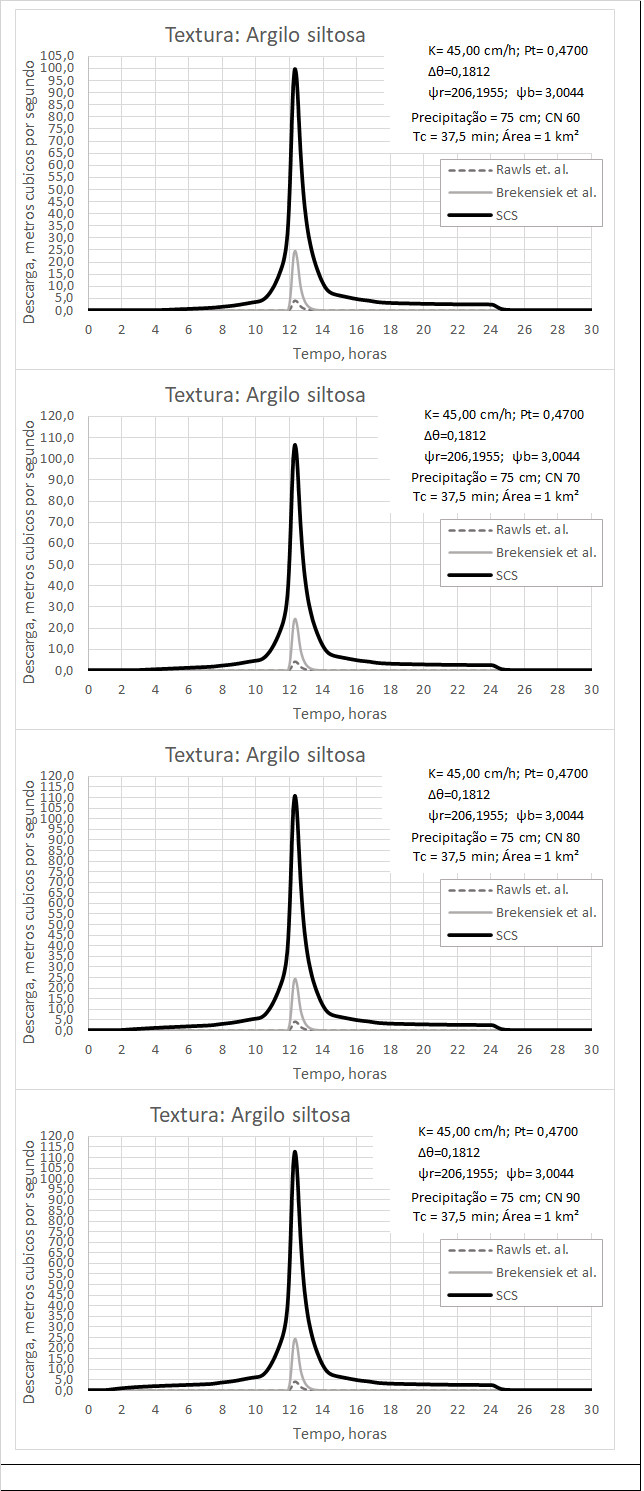 Textura: Argilo siltosa
K= 45,00 cm/h; Pt= 0,4700
Δθ=0,1812
ψr=206,1955; ψb= 3,0044
Precipitação = 75 cm; CN 60
Tc = 37,5 min; Área = 1 km²
Rawls et. al.
Brekensiek et al.
SCS
Descarga, metros cubicos por segundo
105,0
100,0
95,0
90,0
85,0
80,0
75,0
70,0
65,0
60,0
55,0
50,0
45,0
40,0
35,0
30,0
25,0
20,0
15,0
10,0
5,0
0,0
0 2 4 6 8 10 12 14 16 18 20 22 24 26 28 30
Tempo, horas
Textura: Argilo siltosa
K= 45,00 cm/h; Pt= 0,4700
Δθ=0,1812
ψr=206,1955; ψb= 3,0044
Precipitação = 75 cm; CN 70
Tc = 37,5 min; Área = 1 km²
Rawls et. al.
Brekensiek et al.
SCS
Descarga, metros cubicos por segundo
120,0
110,0
100,0
90,0
80,0
70,0
60,0
50,0
40,0
30,0
20,0
10,0
0,0
0 2 4 6 8 10 12 14 16 18 20 22 24 26 28 30
Tempo, horas
Textura: Argilo siltosa
K= 45,00 cm/h; Pt= 0,4700
Δθ=0,1812
ψr=206,1955; ψb= 3,0044
Precipitação = 75 cm; CN 80
Tc = 37,5 min; Área = 1 km²
Rawls et. al.
Brekensiek et al.
SCS
Descarga, metros cubicos por segundo
120,0
115,0
110,0
105,0
100,0
95,0
90,0
85,0
80,0
75,0
70,0
65,0
60,0
55,0
50,0
45,0
40,0
35,0
30,0
25,0
20,0
15,0
10,0
5,0
0,0
0 2 4 6 8 10 12 14 16 18 20 22 24 26 28 30
Tempo, horas
Textura: Argilo siltosa
K= 45,00 cm/h; Pt= 0,4700
Δθ=0,1812
ψr=206,1955; ψb= 3,0044
Precipitação = 75 cm; CN 90
Tc = 37,5 min; Área = 1 km²
Rawls et. al.
Brekensiek et al.
SCS
Descarga, metros cubicos por segundo
120,0
115,0
110,0
105,0
100,0
95,0
90,0
85,0
80,0
75,0
70,0
65,0
60,0
55,0
50,0
45,0
40,0
35,0
30,0
25,0
20,0
15,0
10,0
5,0
0,0
0 2 4 6 8 10 12 14 16 18 20 22 24 26 28 30
Tempo, horas